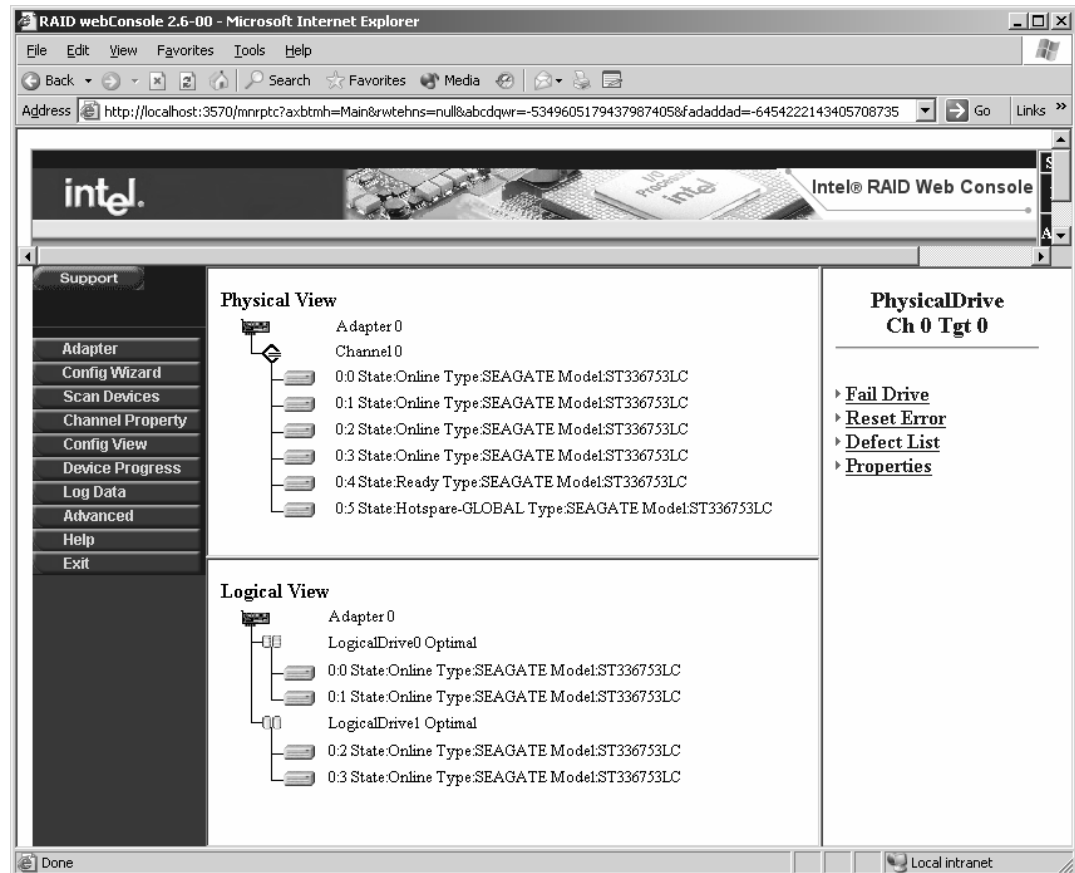 RAID webConsole 2.6-00 - Microsoft Internet Explorer
File Edit View Favorites Tools Help
Back Search Favorites Media
Address http://localhost:3570/mnrptc?axbtmh=Main&rwtehns=null&abcdqwr=-5349605179437987405&fadaddad=-6454222143405708735 Go Links »
intel.
I/O Processor
intel
Intel® RAID Web Console
Support
Adapter
Config Wizard
Scan Devices
Channel Property
Config View
Device Progress
Log Data
Advanced
Help
Exit
Physical View
Adapter 0
Channel 0
0:0 State:Online Type:SEAGATE Model:ST336753LC
0:1 State:Online Type:SEAGATE Model:ST336753LC
0:2 State:Online Type:SEAGATE Model:ST336753LC
0:3 State:Online Type:SEAGATE Model:ST336753LC
0:4 State:Ready Type:SEAGATE Model:ST336753LC
0:5 State:Hotspare-GLOBAL Type:SEAGATE Model:ST336753LC
Logical View
Adapter 0
LogicalDrive0 Optimal
0:0 State:Online Type:SEAGATE Model:ST336753LC
0:1 State:Online Type:SEAGATE Model:ST336753LC
LogicalDrive1 Optimal
0:2 State:Online Type:SEAGATE Model:ST336753LC
0:3 State:Online Type:SEAGATE Model:ST336753LC
PhysicalDrive
Ch 0 Tgt 0
Fail Drive
Reset Error
Defect List
Properties
Done
Local intranet